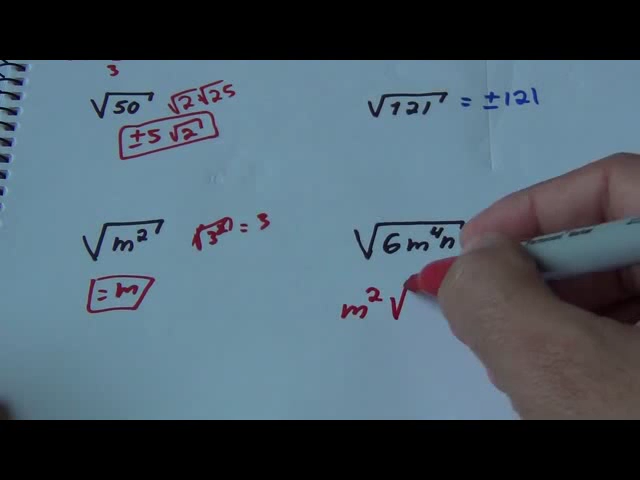 3
√50 √2√25
±5√2
√121 = ±121
√m² √3² = 3
= m
√6m⁴n
m² √